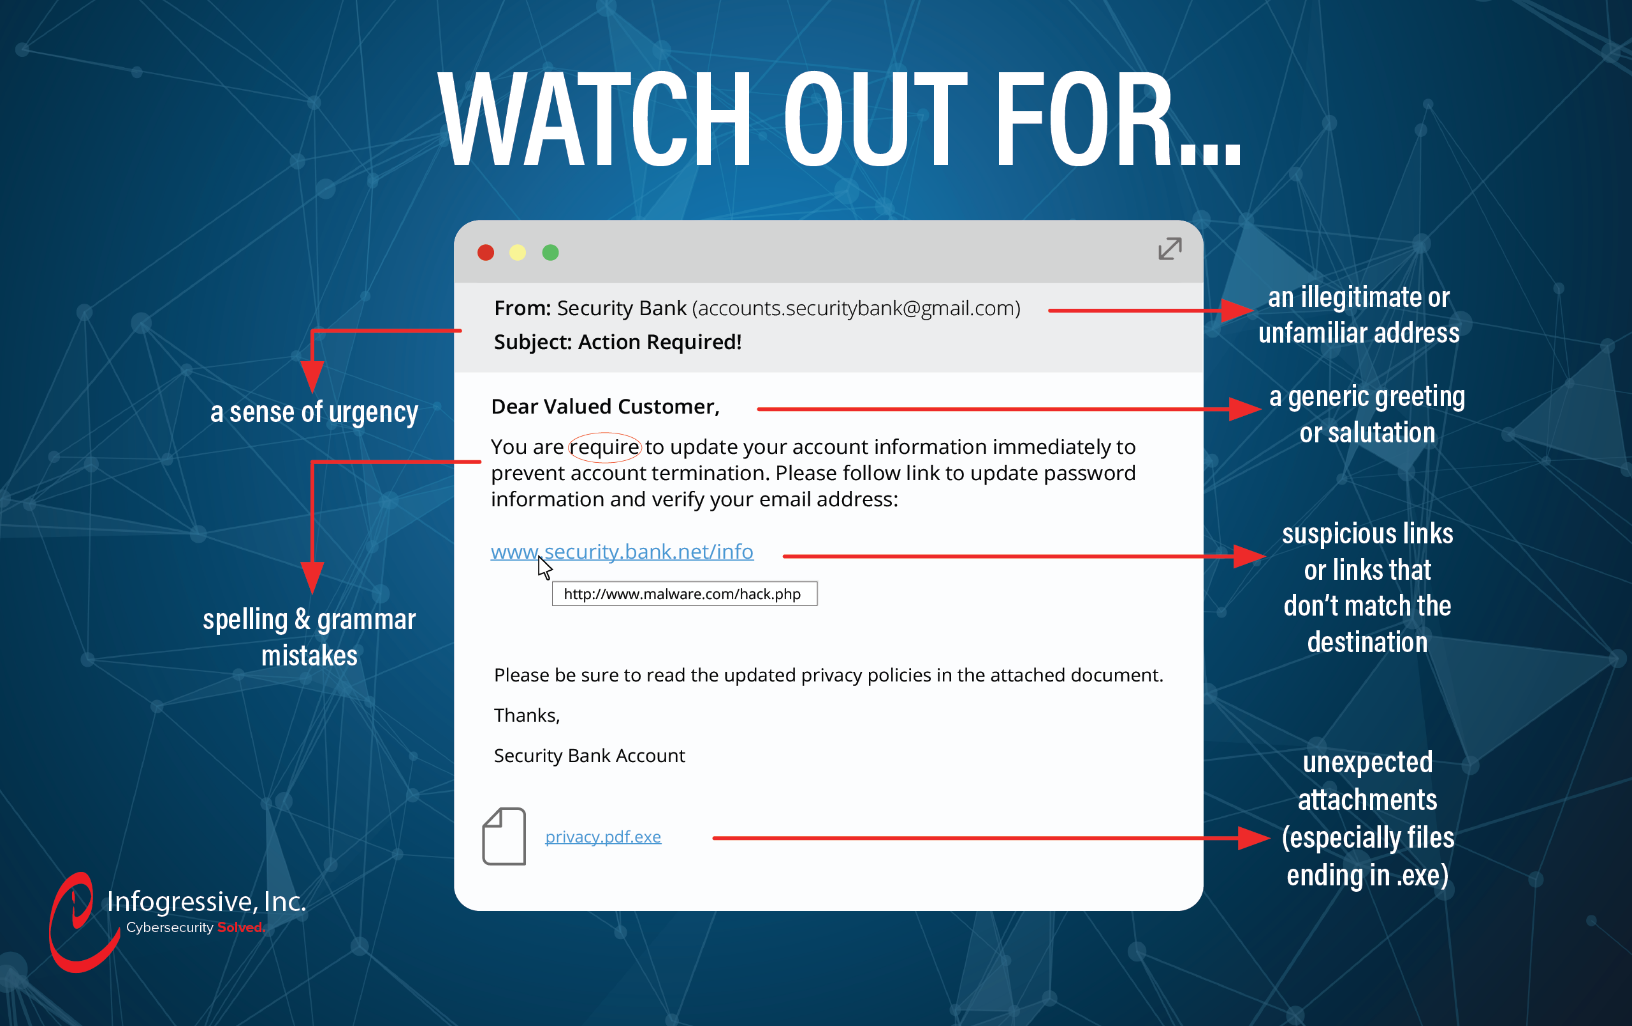 WATCH OUT FOR...
From: Security Bank (accounts.securitybank@gmail.com)
Subject: Action Required!
an illegitimate or
unfamiliar address
a sense of urgency
Dear Valued Customer,
a generic greeting
or salutation
You are require to update your account information immediately to
prevent account termination. Please follow link to update password
information and verify your email address:
spelling & grammar
mistakes
www.security.bank.net/info
http://www.malware.com/hack.php
suspicious links
or links that
don't match the
destination
Please be sure to read the updated privacy policies in the attached document.
Thanks,
Security Bank Account
privacy.pdf.exe
unexpected
attachments
(especially files
ending in .exe)
Infogressive, Inc.
Cybersecurity Solved.